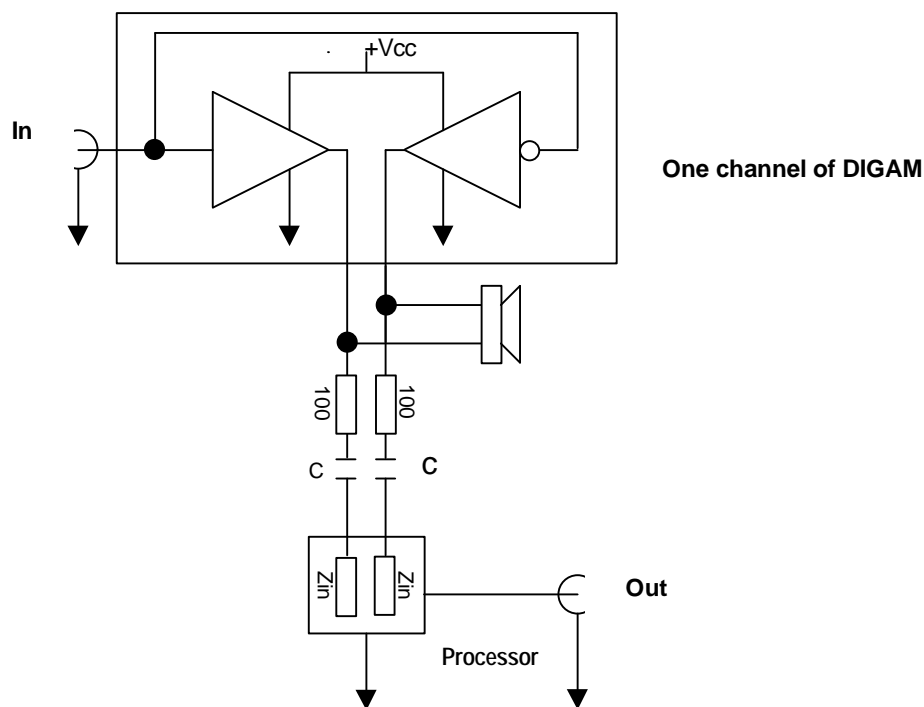 +Vcc
In
One channel of DIGAM
100
100
C
C
Zin
Zin
Out
Processor